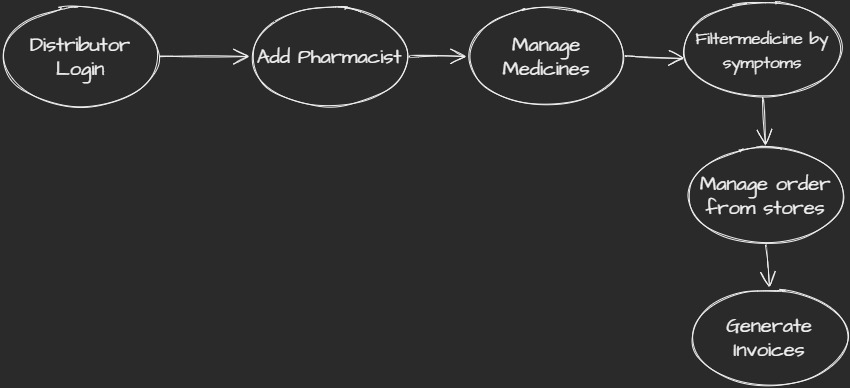 Distributor
Login
Add Pharmacist
Manage
Medicines
Filtermedicine by
symptoms
Manage order
from stores
Generate
Invoices